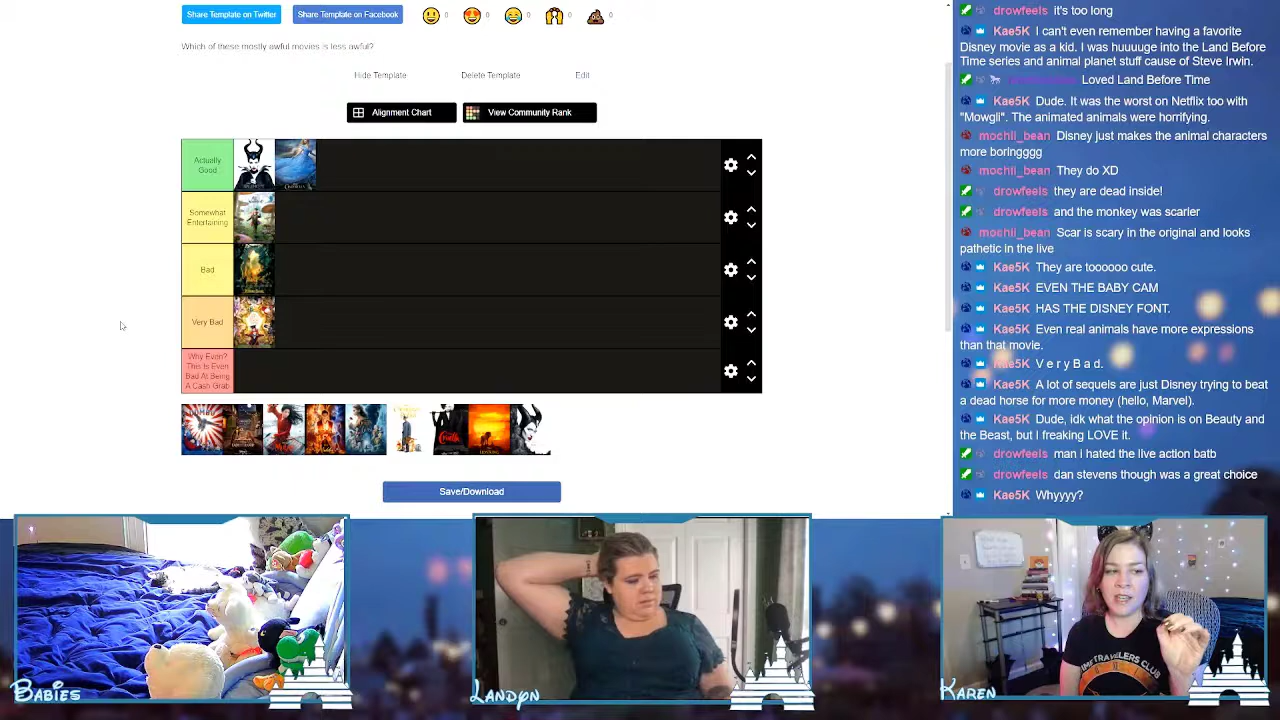 Share Template on Twitter
Share Template on Facebook
0
0
0
0
0
Which of these mostly awful movies is less awful?
Hide Template
Delete Template
Edit
Alignment Chart
View Community Rank
Actually
Good
Somewhat
Entertaining
Bad
Very Bad
Why Even?
This Is Even
Bad At Being
A Cash Grab
Save/Download
drowfeels it's too long
Kae5K I can't even remember having a favorite
Disney movie as a kid. I was huuuuge into the Land Before
Time series and animal planet stuff cause of Steve Irwin.
Loved Land Before Time
Kae5K Dude. It was the worst one by far. Even with
"Mowgli". The animated animals were horrifying.
mochii_bean Disney just makes the animal characters
more boringggg
mochii_bean They do XD
drowfeels they are dead inside!
drowfeels and the monkey was scarier
mochii_bean Scar is scary in the original and looks
pathetic in the live
Kae5K They are toooooo cute.
Kae5K EVEN THE BABY CAM
Kae5K HAS THE DISNEY FONT.
Kae5K Even real animals have more expressions
than that movie.
Kae5K V e r y B a d .
Kae5K A lot of sequels are just Disney trying to beat
a dead horse for more money (hello, Marvel).
Kae5K Dude, idk what the opinion is on Beauty and
the Beast, but I freaking LOVE it.
drowfeels man i hated the live action batb
drowfeels dan stevens though was a great choice
Kae5K Whyyyy?
Babies
Landyn
Karen